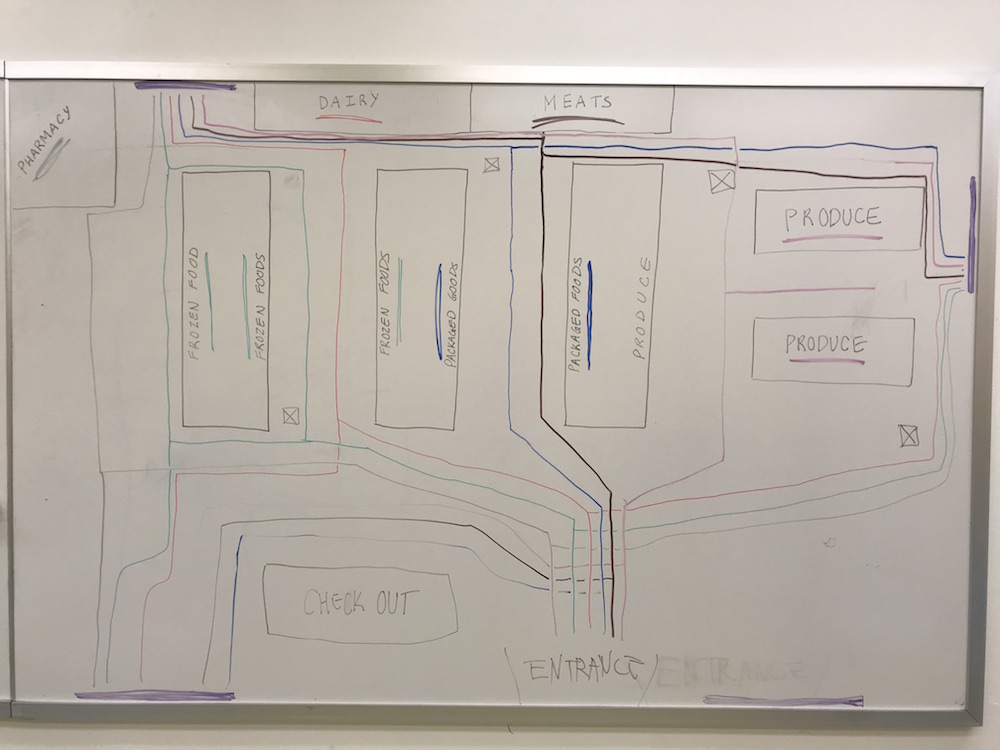 PHARMACY
DAIRY
MEATS
FROZEN FOOD
FROZEN FOODS
FROZEN FOODS
PACKAGED GOODS
PACKAGED FOODS
PRODUCE
PRODUCE
PRODUCE
CHECK OUT
ENTRANCE
ENTRANCE